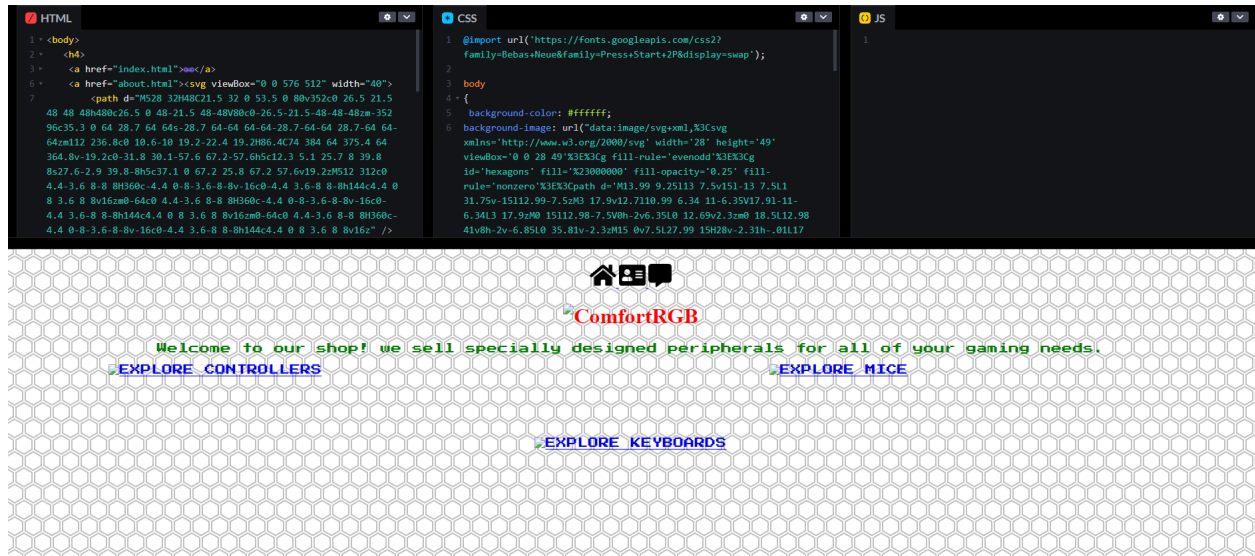 HTML
1 <body>
2 <h4>
3 <a href="index.html"></a>
6 <a href="about.html"><svg viewBox="0 0 576 512" width="40">
7 <path d="M528 32H48C21.5 32 0 53.5 0 80v352c0 26.5 21.5
48 48 48h480c26.5 0 48-21.5 48-48V80c0-26.5-21.5-48-48-48zm-352
96c35.3 0 64 28.7 64 64s-28.7 64-64 64-64-28.7-64-64 28.7-64 64-
64zm112 236.8c0 10.6-10 19.2-22.4 19.2H86.4C74 384 64 375.4 64
364.8v-19.2c0-31.8 30.1-57.6 67.2-57.6h5c12.3 5.1 25.7 8 39.8
8s27.6-2.9 39.8-8h5c37.1 0 67.2 25.8 67.2 57.6v19.2zM512 312c0
4.4-3.6 8-8 8H360c-4.4 0-8-3.6-8-8v-16c0-4.4 3.6-8 8-8h144c4.4 0
8 3.6 8 8v16zm0-64c0 4.4-3.6 8-8 8H360c-4.4 0-8-3.6-8-8v-16c0-
4.4 3.6-8 8-8h144c4.4 0 8 3.6 8 8v16zm0-64c0 4.4-3.6 8-8 8H360c-
4.4 0-8-3.6-8-8v-16c0-4.4 3.6-8 8-8h144c4.4 0 8 3.6 8 8v16z" />
CSS
1 @import url('https://fonts.googleapis.com/css2?
family=Bebas+Neue&family=Press+Start+2P&display=swap');
2
3 body
4 {
5 background-color: #ffffff;
6 background-image: url("data:image/svg+xml,%3Csvg
xmlns='http://www.w3.org/2000/svg' width='28' height='49'
viewBox='0 0 28 49'%3E%3Cg fill-rule='evenodd'%3E%3Cg
id='hexagons' fill='%23000000' fill-opacity='0.25' fill-
rule='nonzero'%3E%3Cpath d='M13.99 9.25l13 7.5v15l-13 7.5L1
31.75v-15l12.99-7.5zM3 17.9v12.7l10.99 6.34 11-6.35V17.9l-11-
6.34L3 17.9zM0 15l12.98-7.5V0h-2v6.35L0 12.69v2.3zm0 18.5L12.98
41v8h-2v-6.85L0 35.81v-2.3zM15 0v7.5L27.99 15H28v-2.31h-.01L17
JS
1
ComfortRGB
Welcome to our shop! we sell specially designed peripherals for all of your gaming needs.
EXPLORE CONTROLLERS
EXPLORE MICE
EXPLORE KEYBOARDS